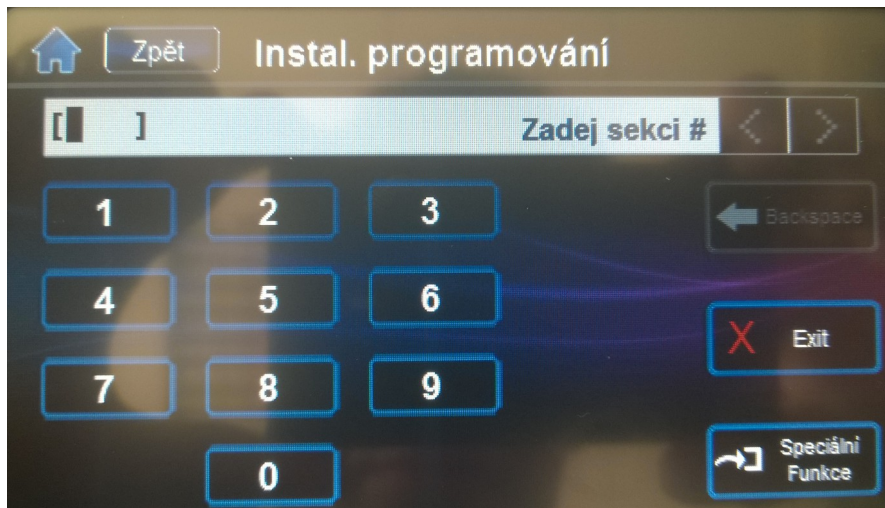 Zpět Instal. programování
[ ] Zadej sekci #
1 2 3
Backspace
4 5 6
Exit
7 8 9
Speciální
Funkce
0